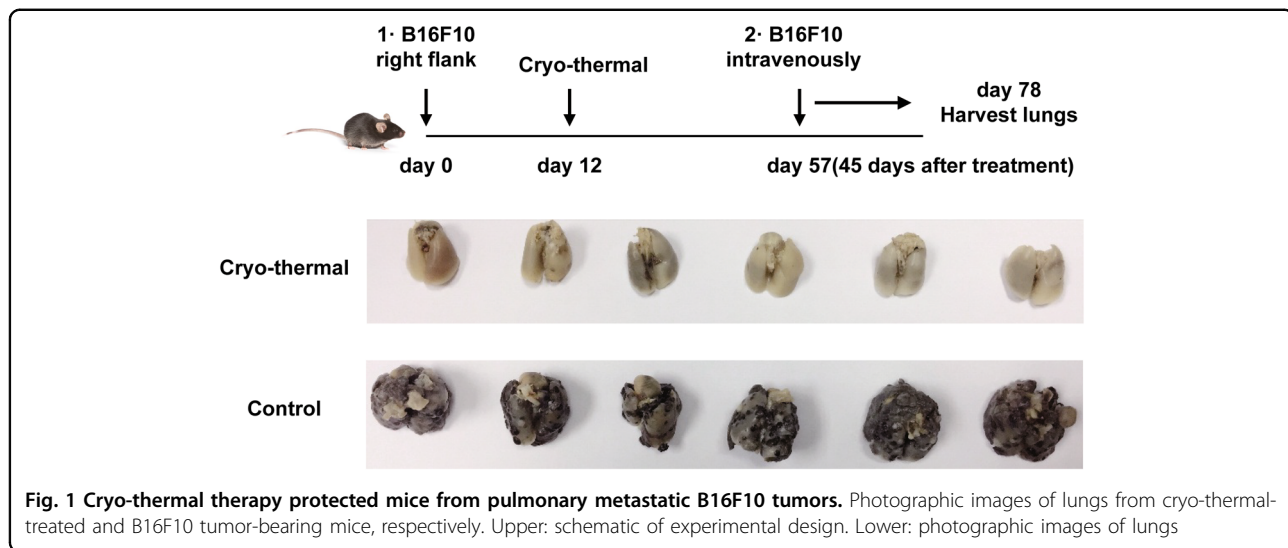 1· B16F10
right flank
Cryo-thermal
2· B16F10
intravenously
day 78
Harvest lungs
day 0
day 12
day 57(45 days after treatment)
Cryo-thermal
Control
Fig. 1 Cryo-thermal therapy protected mice from pulmonary metastatic B16F10 tumors. Photographic images of lungs from cryo-thermal-
treated and B16F10 tumor-bearing mice, respectively. Upper: schematic of experimental design. Lower: photographic images of lungs